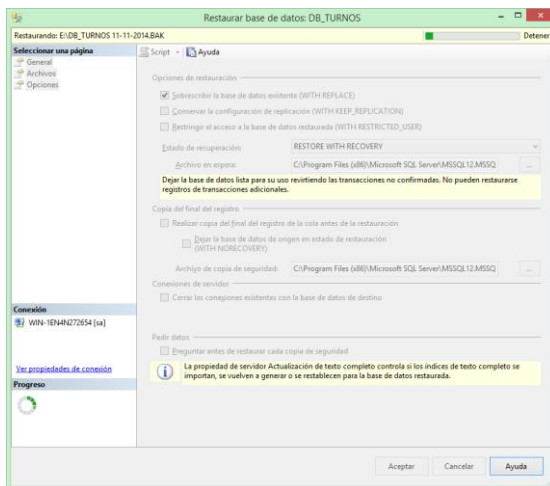 Restaurar base de datos: DB_TURNOS
Restaurando: E:\DB_TURNOS 11-11-2014.BAK
Detener
Seleccionar una página
General
Archivos
Opciones
Script
Ayuda
Opciones de restauración
Sobrescribir la base de datos existente (WITH REPLACE)
Conservar la configuración de replicación (WITH KEEP_REPLICATION)
Restringir el acceso a la base de datos restaurada (WITH RESTRICTED_USER)
Estado de recuperación:
RESTORE WITH RECOVERY
Archivo en espera:
C:\Program Files (x86)\Microsoft SQL Server\MSSQL12.MSSQ
...
Dejar la base de datos lista para su uso revirtiendo las transacciones no confirmadas. No pueden restaurarse
registros de transacciones adicionales.
Copia del final del registro
Realizar copia del final del registro de la cola antes de la restauración
Dejar la base de datos de origen en estado de restauración
(WITH NORECOVERY)
Archivo de copia de seguridad:
C:\Program Files (x86)\Microsoft SQL Server\MSSQL12.MSSQ
...
Conexiones de servidor
Cerrar las conexiones existentes con la base de datos de destino
Conexión
WIN-1EN4N272654 [sa]
Ver propiedades de conexión
Progreso
Pedir datos
Preguntar antes de restaurar cada copia de seguridad
La propiedad de servidor Actualización de texto completo controla si los índices de texto completo se
importan, se vuelven a generar o se restablecen para la base de datos restaurada.
Aceptar
Cancelar
Ayuda